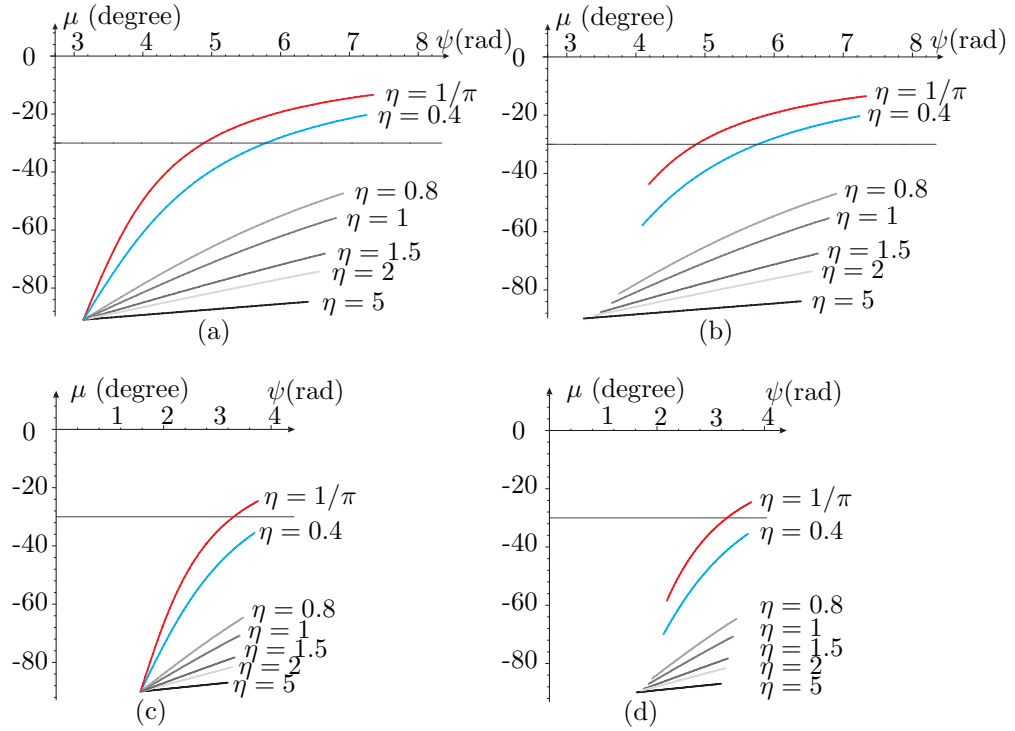 μ (degree)
3 4 5 6 7 8 ψ(rad)
0
-20
-40
-60
-80
η = 1/π
η = 0.4
η = 0.8
η = 1
η = 1.5
η = 2
η = 5
(a)
μ (degree)
3 4 5 6 7 8 ψ(rad)
0
-20
-40
-60
-80
η = 1/π
η = 0.4
η = 0.8
η = 1
η = 1.5
η = 2
η = 5
(b)
μ (degree) ψ(rad)
1 2 3 4
0
-20
-40
-60
-80
η = 1/π
η = 0.4
η = 0.8
η = 1
η = 1.5
η = 2
η = 5
(c)
μ (degree) ψ(rad)
1 2 3 4
0
-20
-40
-60
-80
η = 1/π
η = 0.4
η = 0.8
η = 1
η = 1.5
η = 2
η = 5
(d)